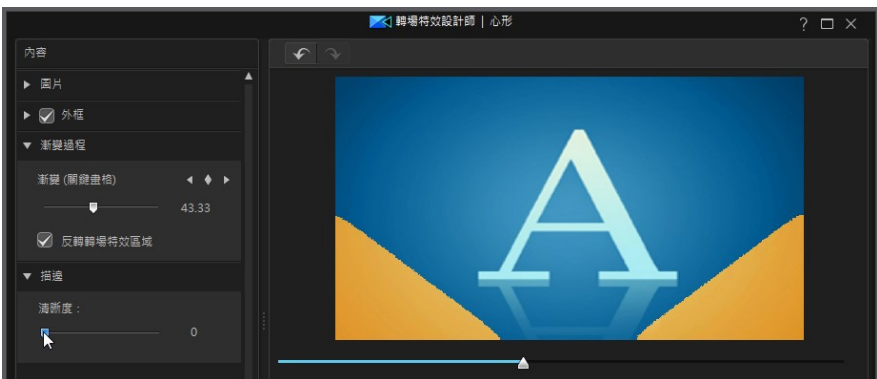 轉場特效設計師 | 心形
內容
圖片
外框
漸變過程
漸變 (關鍵畫格)
43.33
反轉轉場特效區域
描邊
清晰度：
0
A